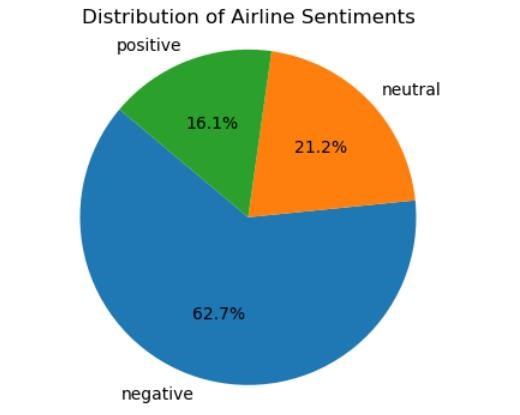 Distribution of Airline Sentiments
positive
neutral
16.1%
21.2%
62.7%
negative